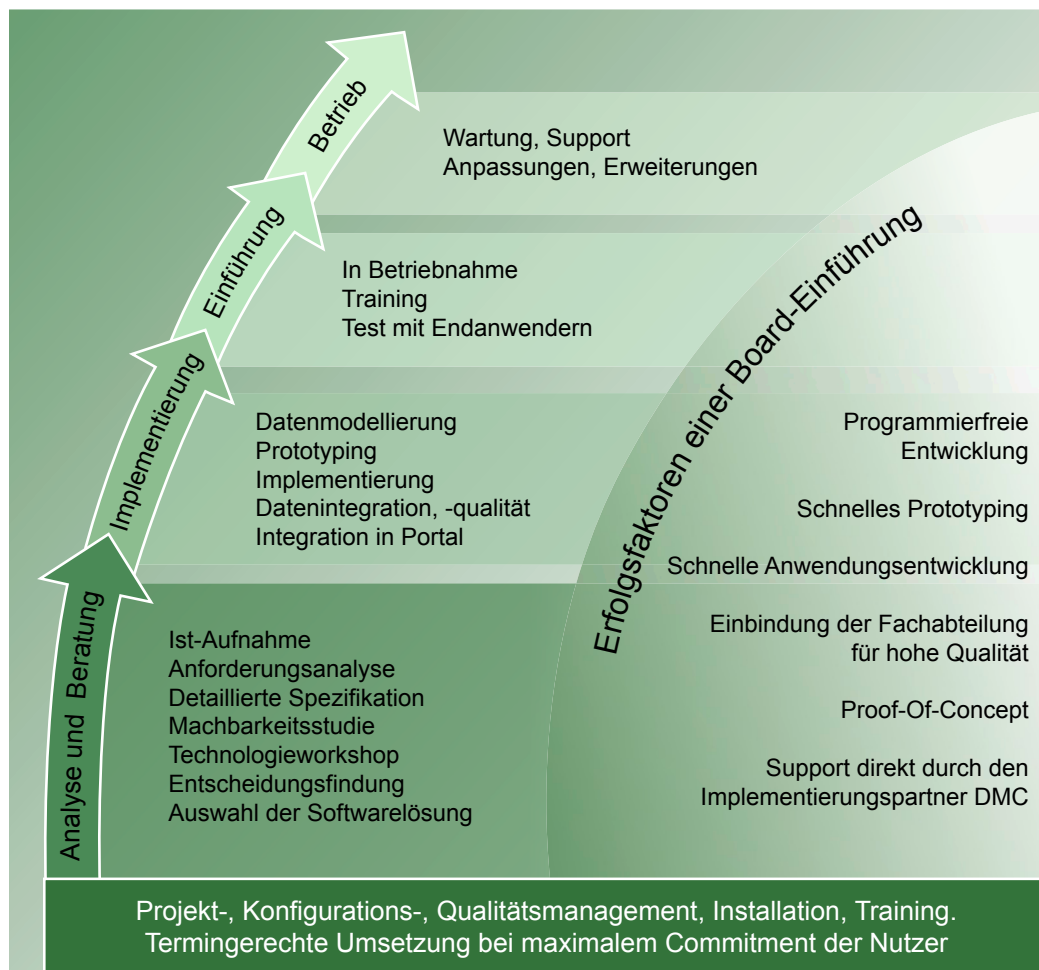 Betrieb
Wartung, Support
Anpassungen, Erweiterungen
Einführung
In Betriebnahme
Training
Test mit Endanwendern
Implementierung
Datenmodellierung
Prototyping
Implementierung
Datenintegration, -qualität
Integration in Portal
Analyse und Beratung
Ist-Aufnahme
Anforderungsanalyse
Detaillierte Spezifikation
Machbarkeitsstudie
Technologieworkshop
Entscheidungsfindung
Auswahl der Softwarelösung
Erfolgsfaktoren einer Board-Einführung
Programmierfreie
Entwicklung
Schnelles Prototyping
Schnelle Anwendungsentwicklung
Einbindung der Fachabteilung
für hohe Qualität
Proof-Of-Concept
Support direkt durch den
Implementierungspartner DMC
Projekt-, Konfigurations-, Qualitätsmanagement, Installation, Training.
Termingerechte Umsetzung bei maximalem Commitment der Nutzer